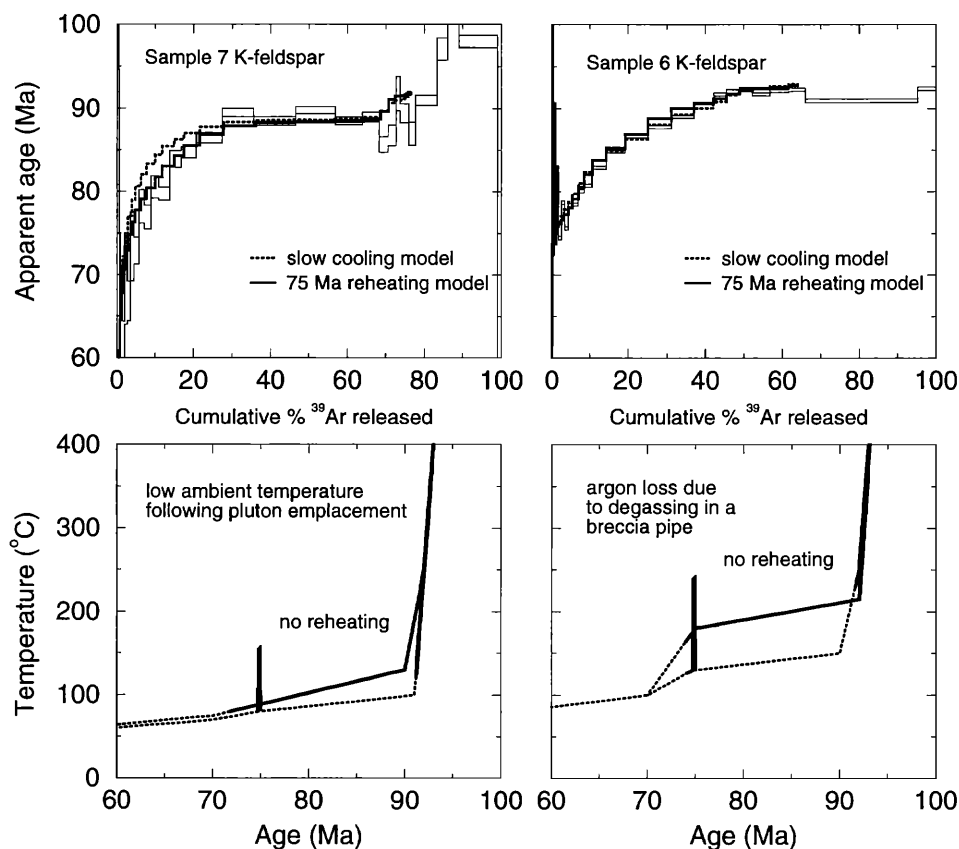 Apparent age (Ma)
100
90
80
70
60
Sample 7 K-feldspar
slow cooling model
75 Ma reheating model
0 20 40 60 80 100
Cumulative % ³⁹Ar released
Sample 6 K-feldspar
slow cooling model
75 Ma reheating model
0 20 40 60 80 100
Cumulative % ³⁹Ar released
Temperature (°C)
400
300
200
100
0
low ambient temperature
following pluton emplacement
no reheating
60 70 80 90 100
Age (Ma)
argon loss due
to degassing in a
breccia pipe
no reheating
60 70 80 90 100
Age (Ma)